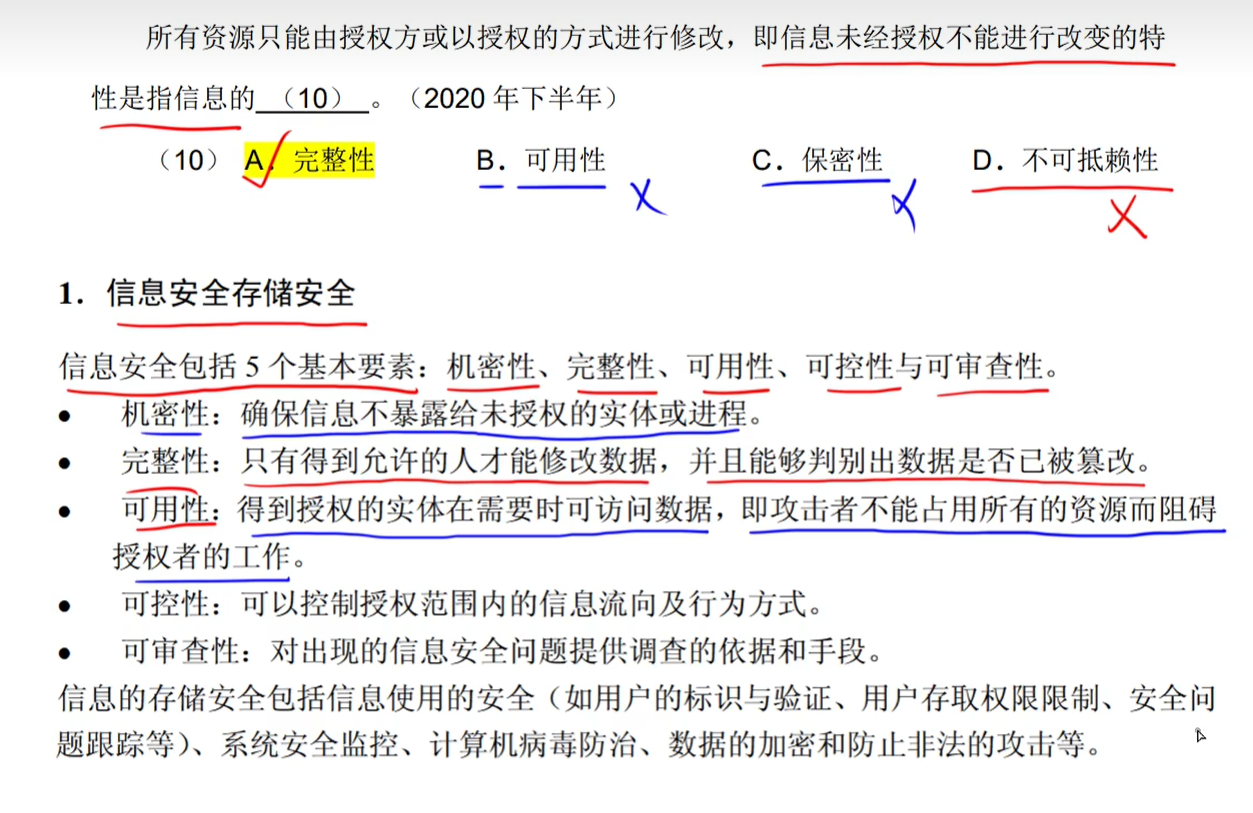 所有资源只能由授权方或以授权的方式进行修改，即信息未经授权不能进行改变的特
性是指信息的 （10） 。（2020 年下半年）
（10） A．完整性 B．可用性 C．保密性 D．不可抵赖性
1．信息安全存储安全
信息安全包括 5 个基本要素：机密性、完整性、可用性、可控性与可审查性。
● 机密性：确保信息不暴露给未授权的实体或进程。
● 完整性：只有得到允许的人才能修改数据，并且能够判别出数据是否已被篡改。
● 可用性：得到授权的实体在需要时可访问数据，即攻击者不能占用所有的资源而阻碍
授权者的工作。
● 可控性：可以控制授权范围内的信息流向及行为方式。
● 可审查性：对出现的信息安全问题提供调查的依据和手段。
信息的存储安全包括信息使用的安全（如用户的标识与验证、用户存取权限限制、安全问
题跟踪等）、系统安全监控、计算机病毒防治、数据的加密和防止非法的攻击等。